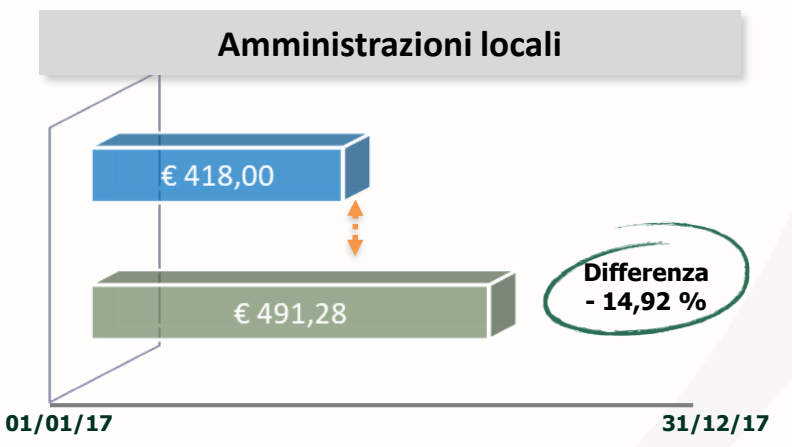 Amministrazioni locali
€ 418,00
€ 491,28
Differenza
- 14,92 %
01/01/17
31/12/17